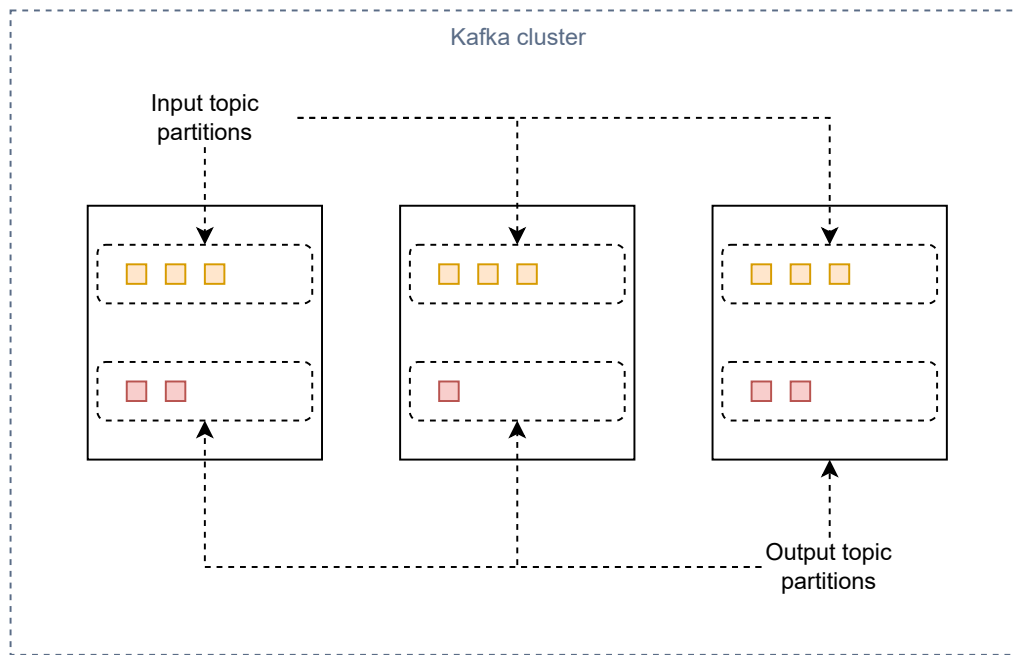 Kafka cluster
Input topic
partitions
Output topic
partitions